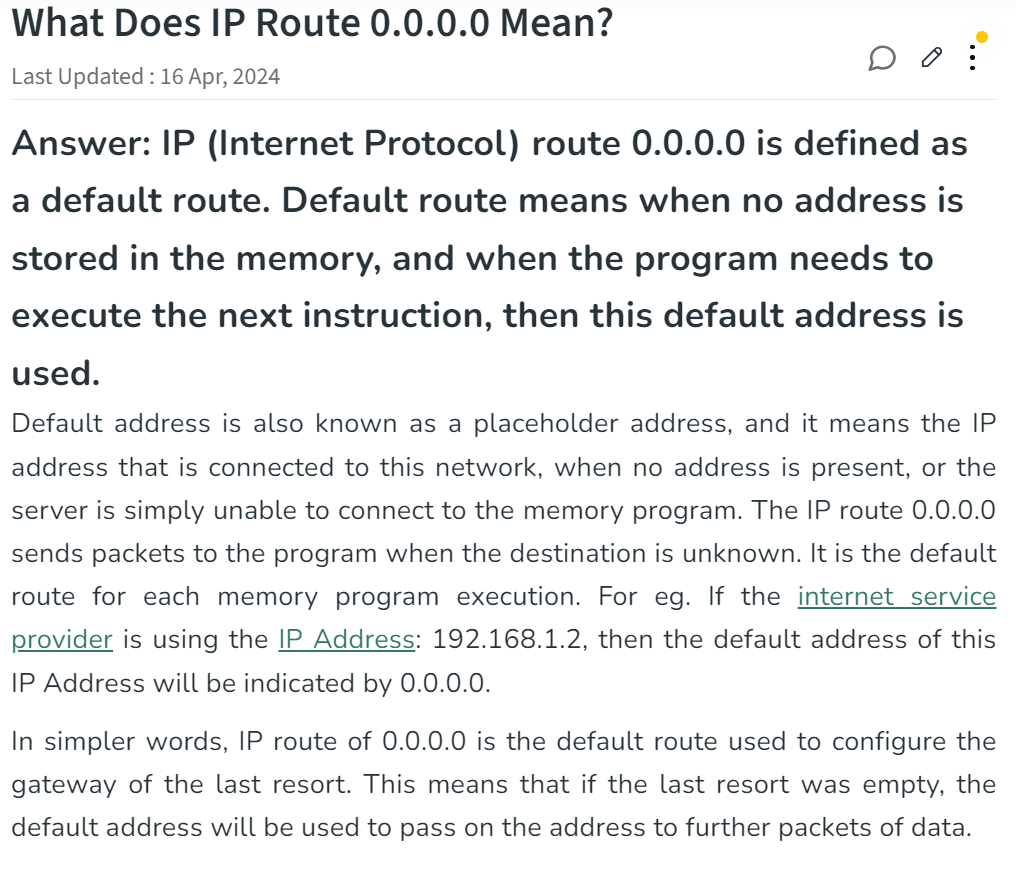 What Does IP Route 0.0.0.0 Mean?
Last Updated : 16 Apr, 2024
Answer: IP (Internet Protocol) route 0.0.0.0 is defined as
a default route. Default route means when no address is
stored in the memory, and when the program needs to
execute the next instruction, then this default address is
used.
Default address is also known as a placeholder address, and it means the IP
address that is connected to this network, when no address is present, or the
server is simply unable to connect to the memory program. The IP route 0.0.0.0
sends packets to the program when the destination is unknown. It is the default
route for each memory program execution. For eg. If the internet service
provider is using the IP Address: 192.168.1.2, then the default address of this
IP Address will be indicated by 0.0.0.0.
In simpler words, IP route of 0.0.0.0 is the default route used to configure the
gateway of the last resort. This means that if the last resort was empty, the
default address will be used to pass on the address to further packets of data.